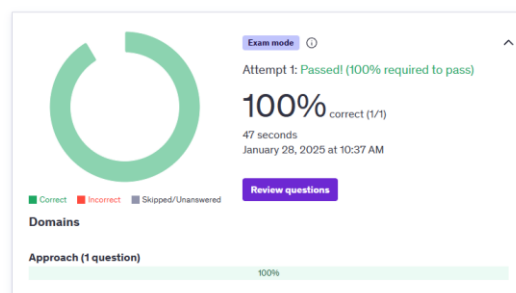 Exam mode
Attempt 1: Passed! (100% required to pass)
100% correct (1/1)
47 seconds
January 28, 2025 at 10:37 AM
Review questions
Correct Incorrect Skipped/Unanswered
Domains
Approach (1 question)
100%